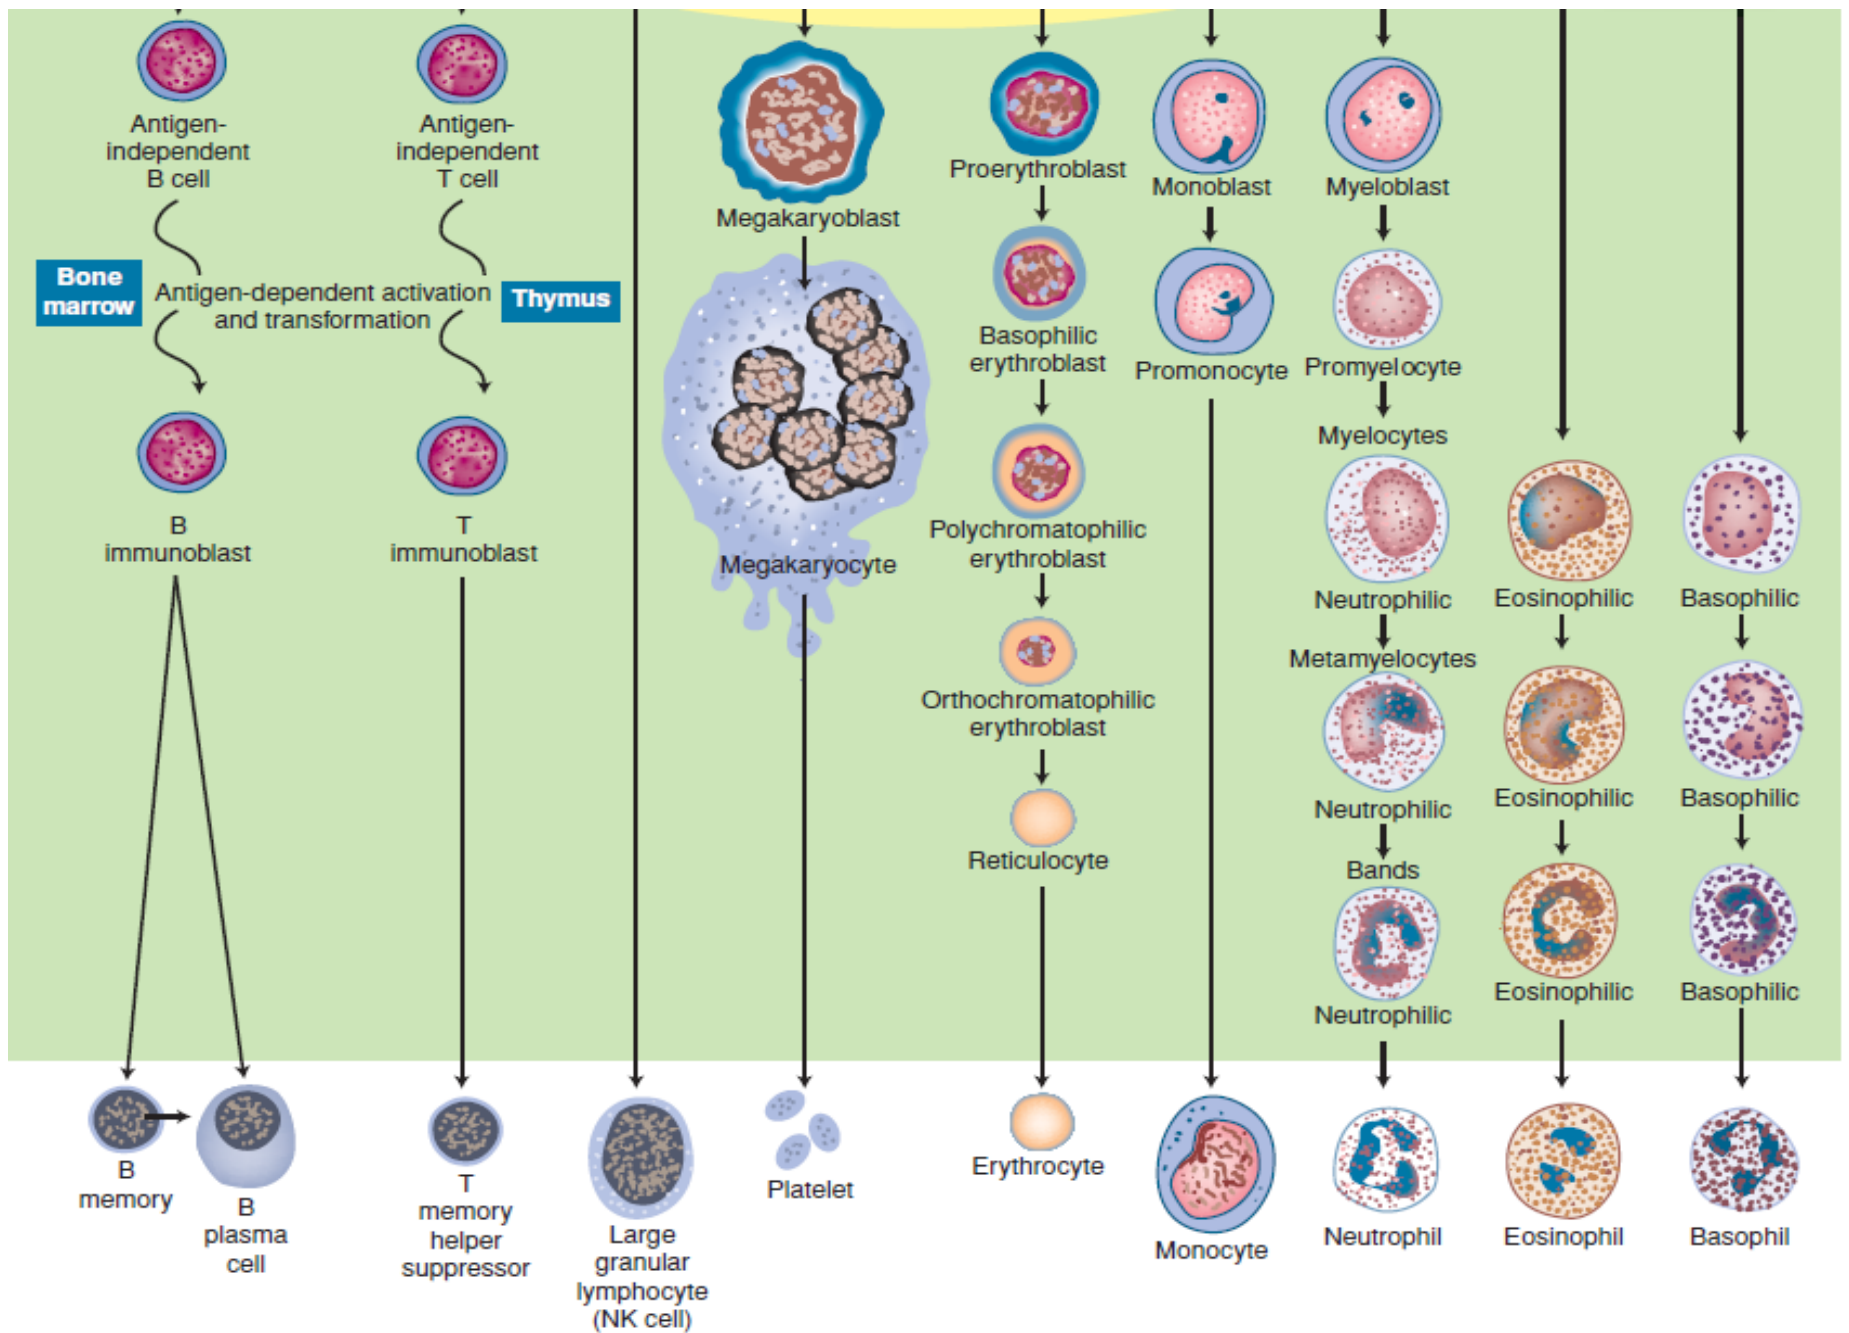 Antigen-
independent
B cell
Antigen-
independent
T cell
Bone
marrow
Antigen-dependent activation
and transformation
Thymus
B
immunoblast
T
immunoblast
B
memory
B
plasma
cell
T
memory
helper
suppressor
Large
granular
lymphocyte
(NK cell)
Megakaryoblast
Megakaryocyte
Platelet
Proerythroblast
Basophilic
erythroblast
Polychromatophilic
erythroblast
Orthochromatophilic
erythroblast
Reticulocyte
Erythrocyte
Monoblast
Promonocyte
Monocyte
Myeloblast
Promyelocyte
Myelocytes
Neutrophilic
Eosinophilic
Basophilic
Metamyelocytes
Neutrophilic
Eosinophilic
Basophilic
Bands
Neutrophilic
Eosinophilic
Basophilic
Neutrophil
Eosinophil
Basophil